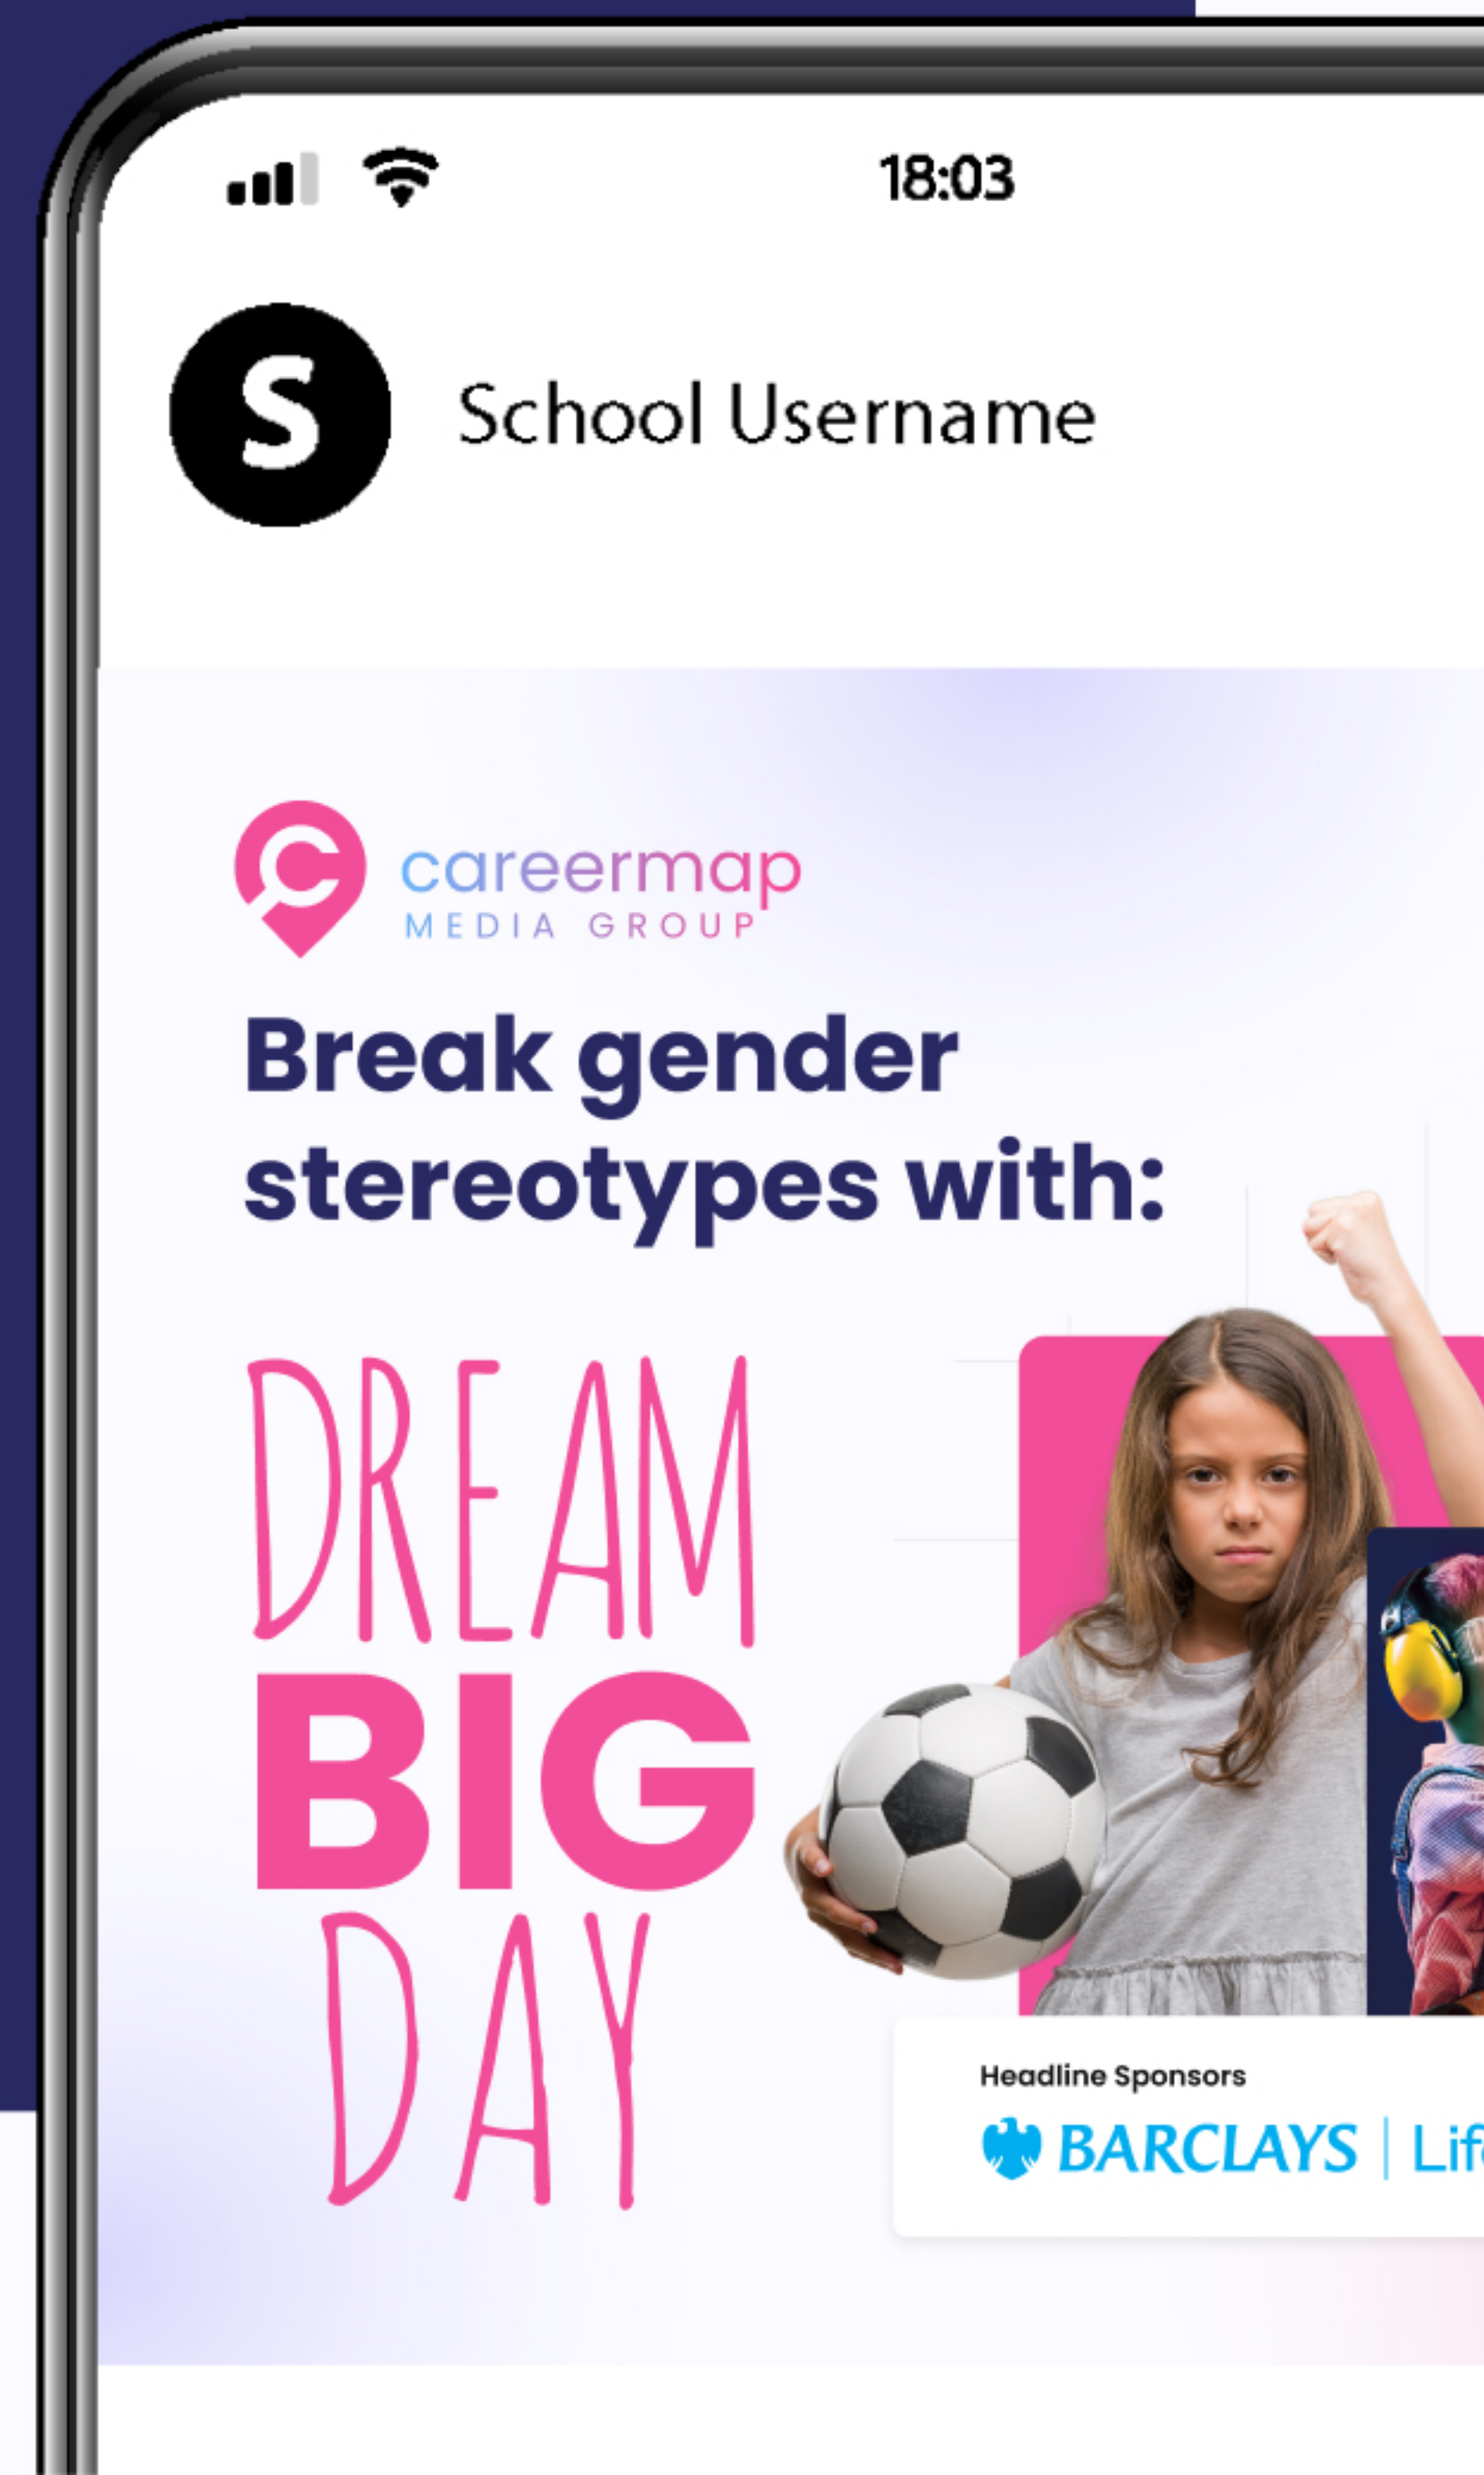 18:03
S
School Username
careermap
MEDIA GROUP
Break gender
stereotypes with:
DREAM
BIG
DAY
Headline Sponsors
BARCLAYS